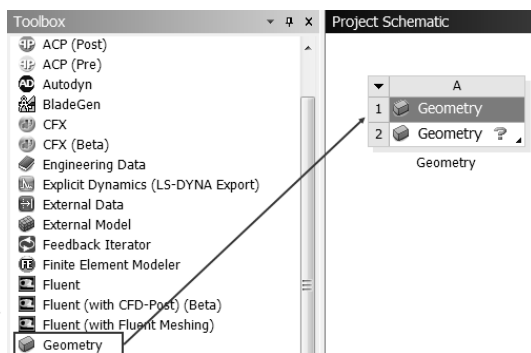 Toolbox
ACP (Post)
ACP (Pre)
Autodyn
BladeGen
CFX
CFX (Beta)
Engineering Data
Explicit Dynamics (LS-DYNA Export)
External Data
External Model
Feedback Iterator
Finite Element Modeler
Fluent
Fluent (with CFD-Post) (Beta)
Fluent (with Fluent Meshing)
Geometry
Project Schematic
A
1 Geometry
2 Geometry ?
Geometry